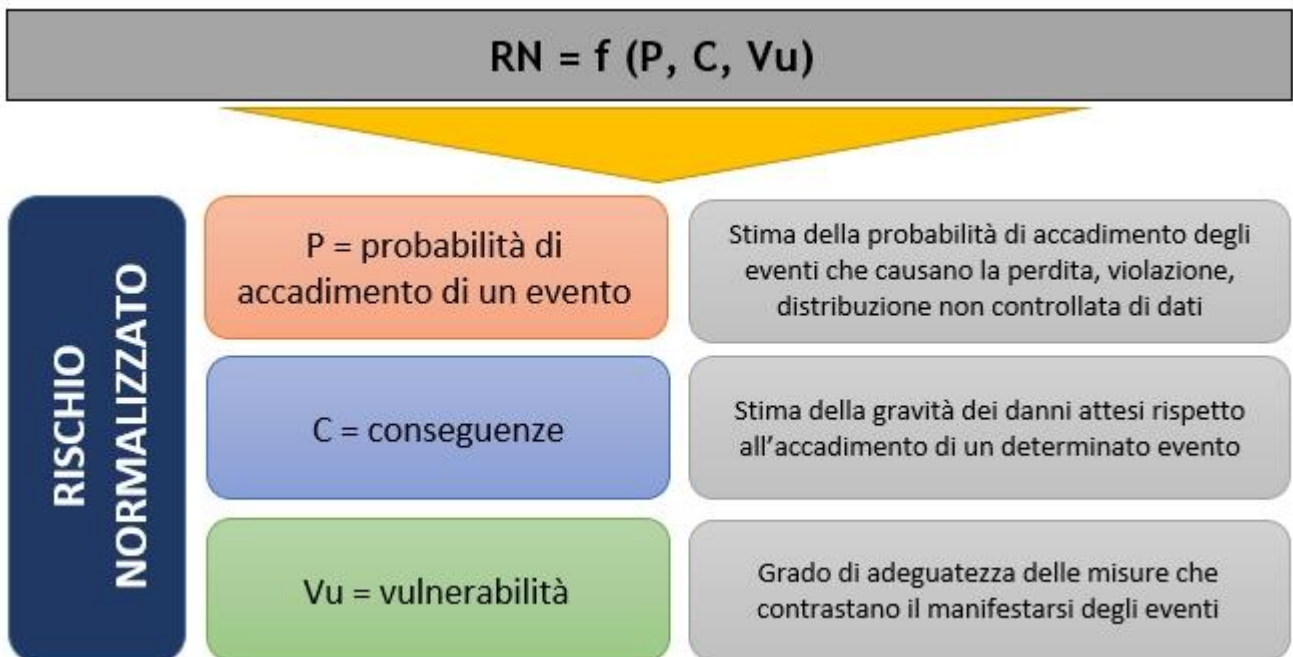 RN = f (P, C, Vu)
RISCHIO
NORMALIZZATO
P = probabilità di
accadimento di un evento
Stima della probabilità di accadimento degli
eventi che causano la perdita, violazione,
distribuzione non controllata di dati
C = conseguenze
Stima della gravità dei danni attesi rispetto
all'accadimento di un determinato evento
Vu = vulnerabilità
Grado di adeguatezza delle misure che
contrastano il manifestarsi degli eventi